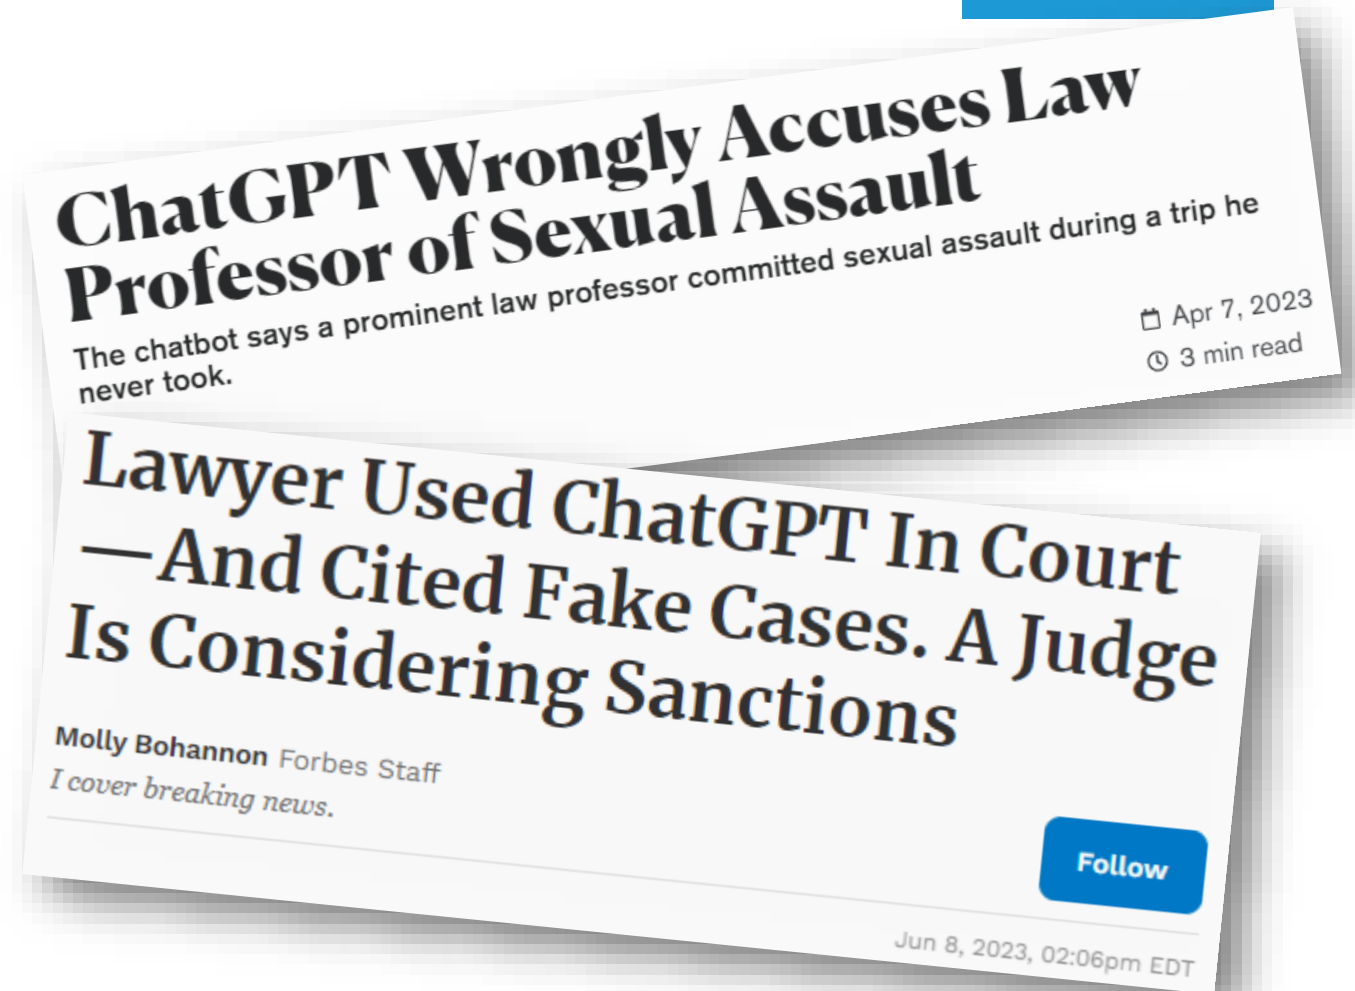 ChatGPT Wrongly Accuses Law
Professor of Sexual Assault
The chatbot says a prominent law professor committed sexual assault during a trip he
never took.
Apr 7, 2023
3 min read
Lawyer Used ChatGPT In Court
—And Cited Fake Cases. A Judge
Is Considering Sanctions
Molly Bohannon Forbes Staff
I cover breaking news.
Follow
Jun 8, 2023, 02:06pm EDT